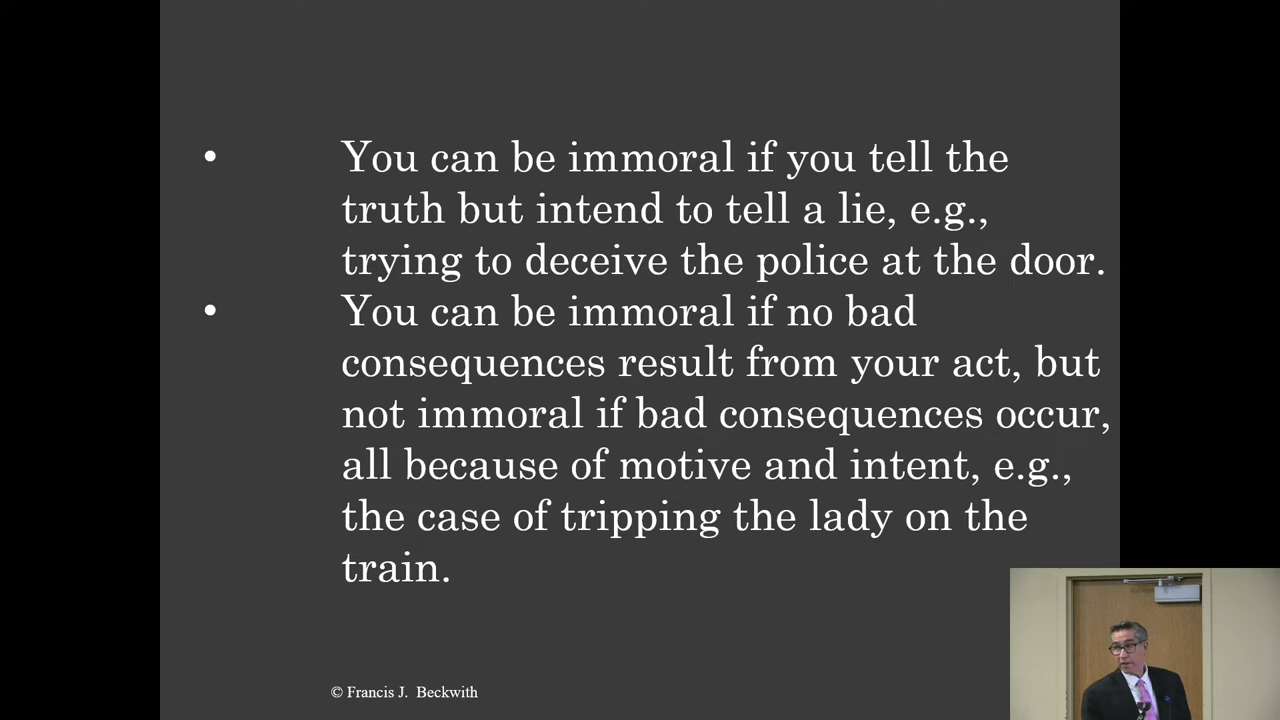 • You can be immoral if you tell the
truth but intend to tell a lie, e.g.,
trying to deceive the police at the door.
• You can be immoral if no bad
consequences result from your act, but
not immoral if bad consequences occur,
all because of motive and intent, e.g.,
the case of tripping the lady on the
train.
© Francis J. Beckwith